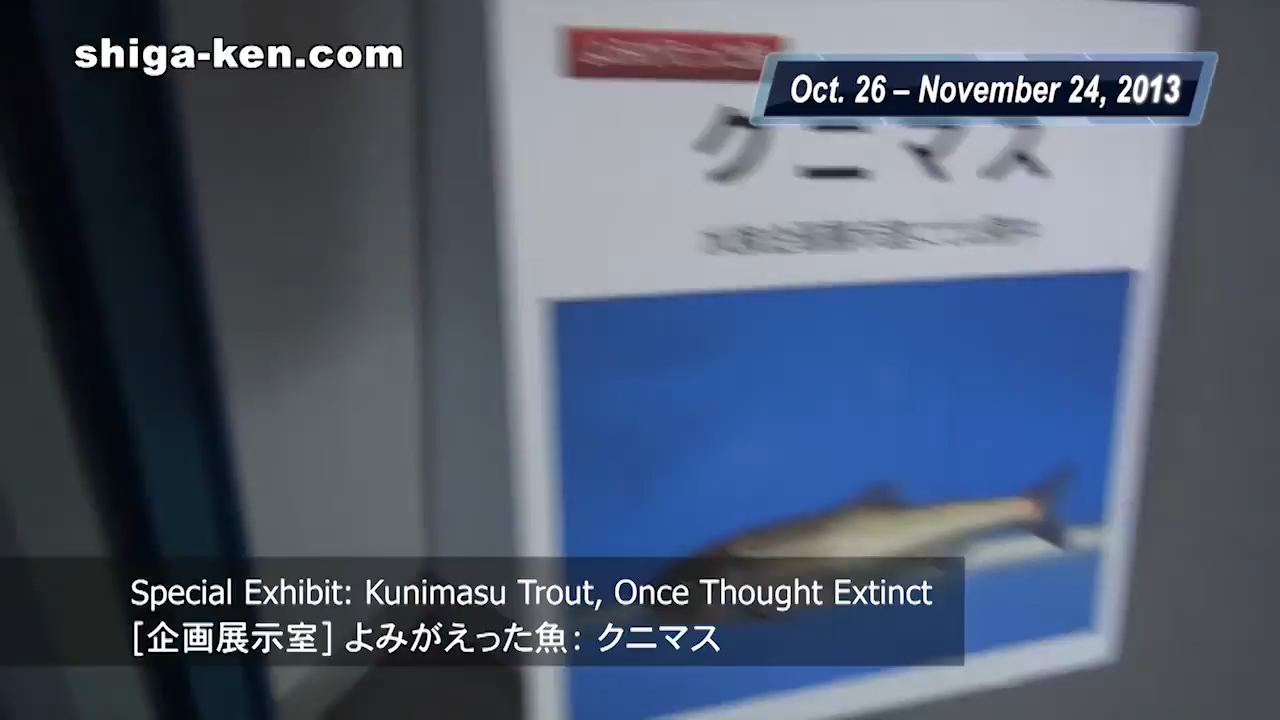 shiga-ken.com
Oct. 26 – November 24, 2013
クニマス
Special Exhibit: Kunimasu Trout, Once Thought Extinct
[企画展示室] よみがえった魚: クニマス